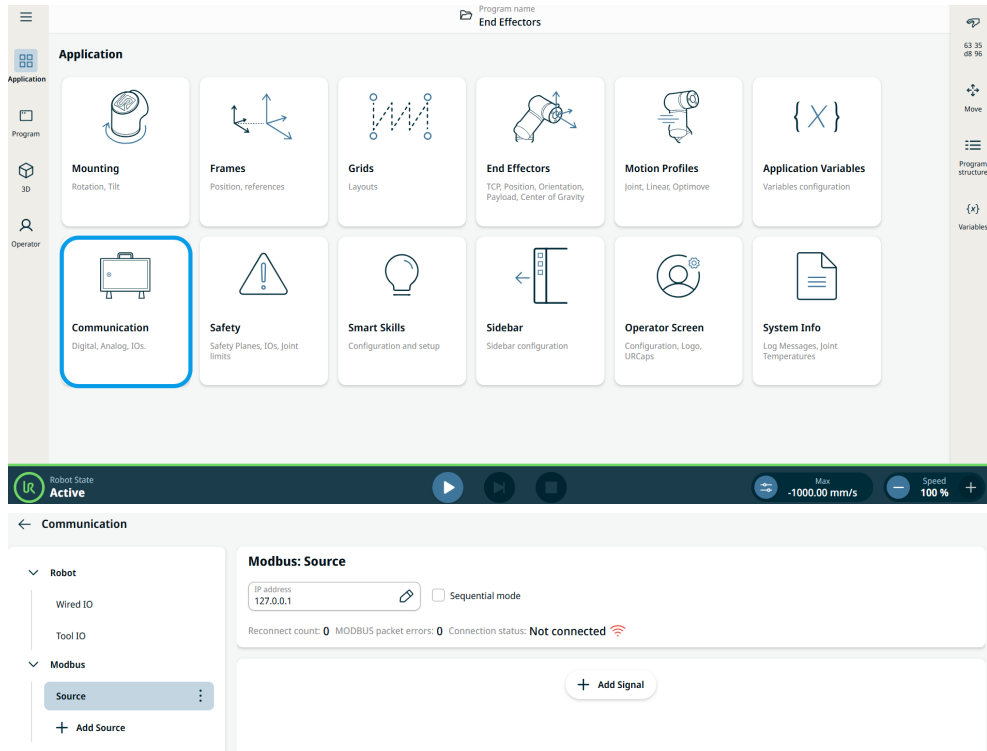 Program name
End Effectors
Application
Application
Program
3D
Operator
Mounting
Rotation, Tilt
Frames
Position, references
Grids
Layouts
End Effectors
TCP, Position, Orientation,
Payload, Center of Gravity
Motion Profiles
Joint, Linear, Optimove
Application Variables
Variables configuration
Communication
Digital, Analog, IOs.
Safety
Safety Planes, IOs, Joint
limits
Smart Skills
Configuration and setup
Sidebar
Sidebar configuration
Operator Screen
Configuration, Logo,
URCaps
System Info
Log Messages, Joint
Temperatures
63 35
d8 96
Move
Program
structure
{x}
Variables
UR
Robot State
Active
Max
-1000.00 mm/s
Speed
100 %
Communication
Robot
Wired IO
Tool IO
Modbus
Source
Add Source
Modbus: Source
IP address
127.0.0.1
Sequential mode
Reconnect count: 0 MODBUS packet errors: 0 Connection status: Not connected
Add Signal